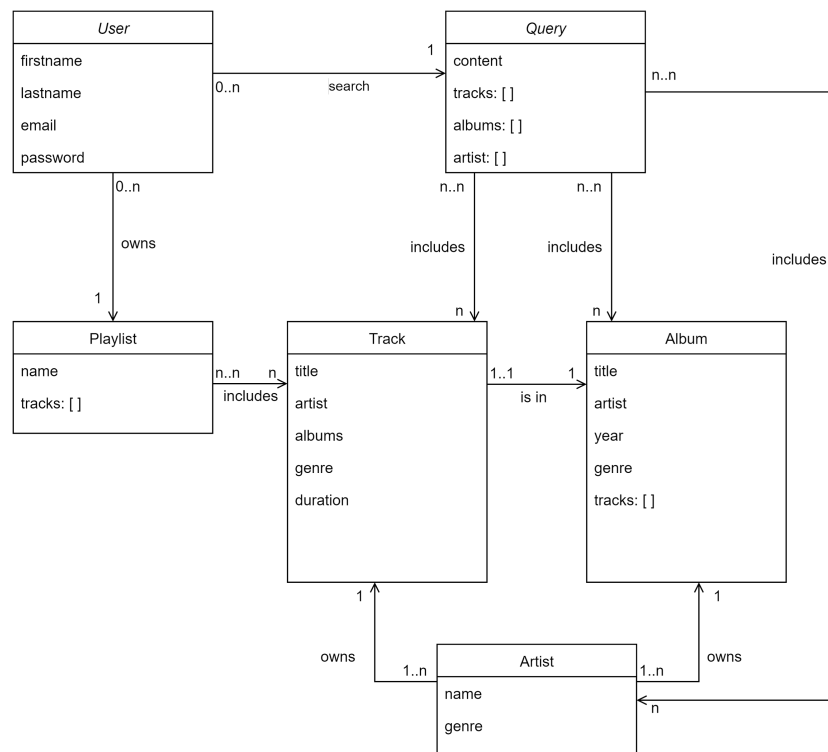 User
firstname
lastname
email
password
Query
content
tracks: [ ]
albums: [ ]
artist: [ ]
0..n
search
1
n..n
0..n
owns
1
n..n
includes
n
n..n
includes
n
includes
Playlist
name
tracks: [ ]
n..n
n
includes
Track
title
artist
albums
genre
duration
1..1
1
is in
Album
title
artist
year
genre
tracks: [ ]
1
owns
1..n
1
owns
1..n
Artist
name
genre
n